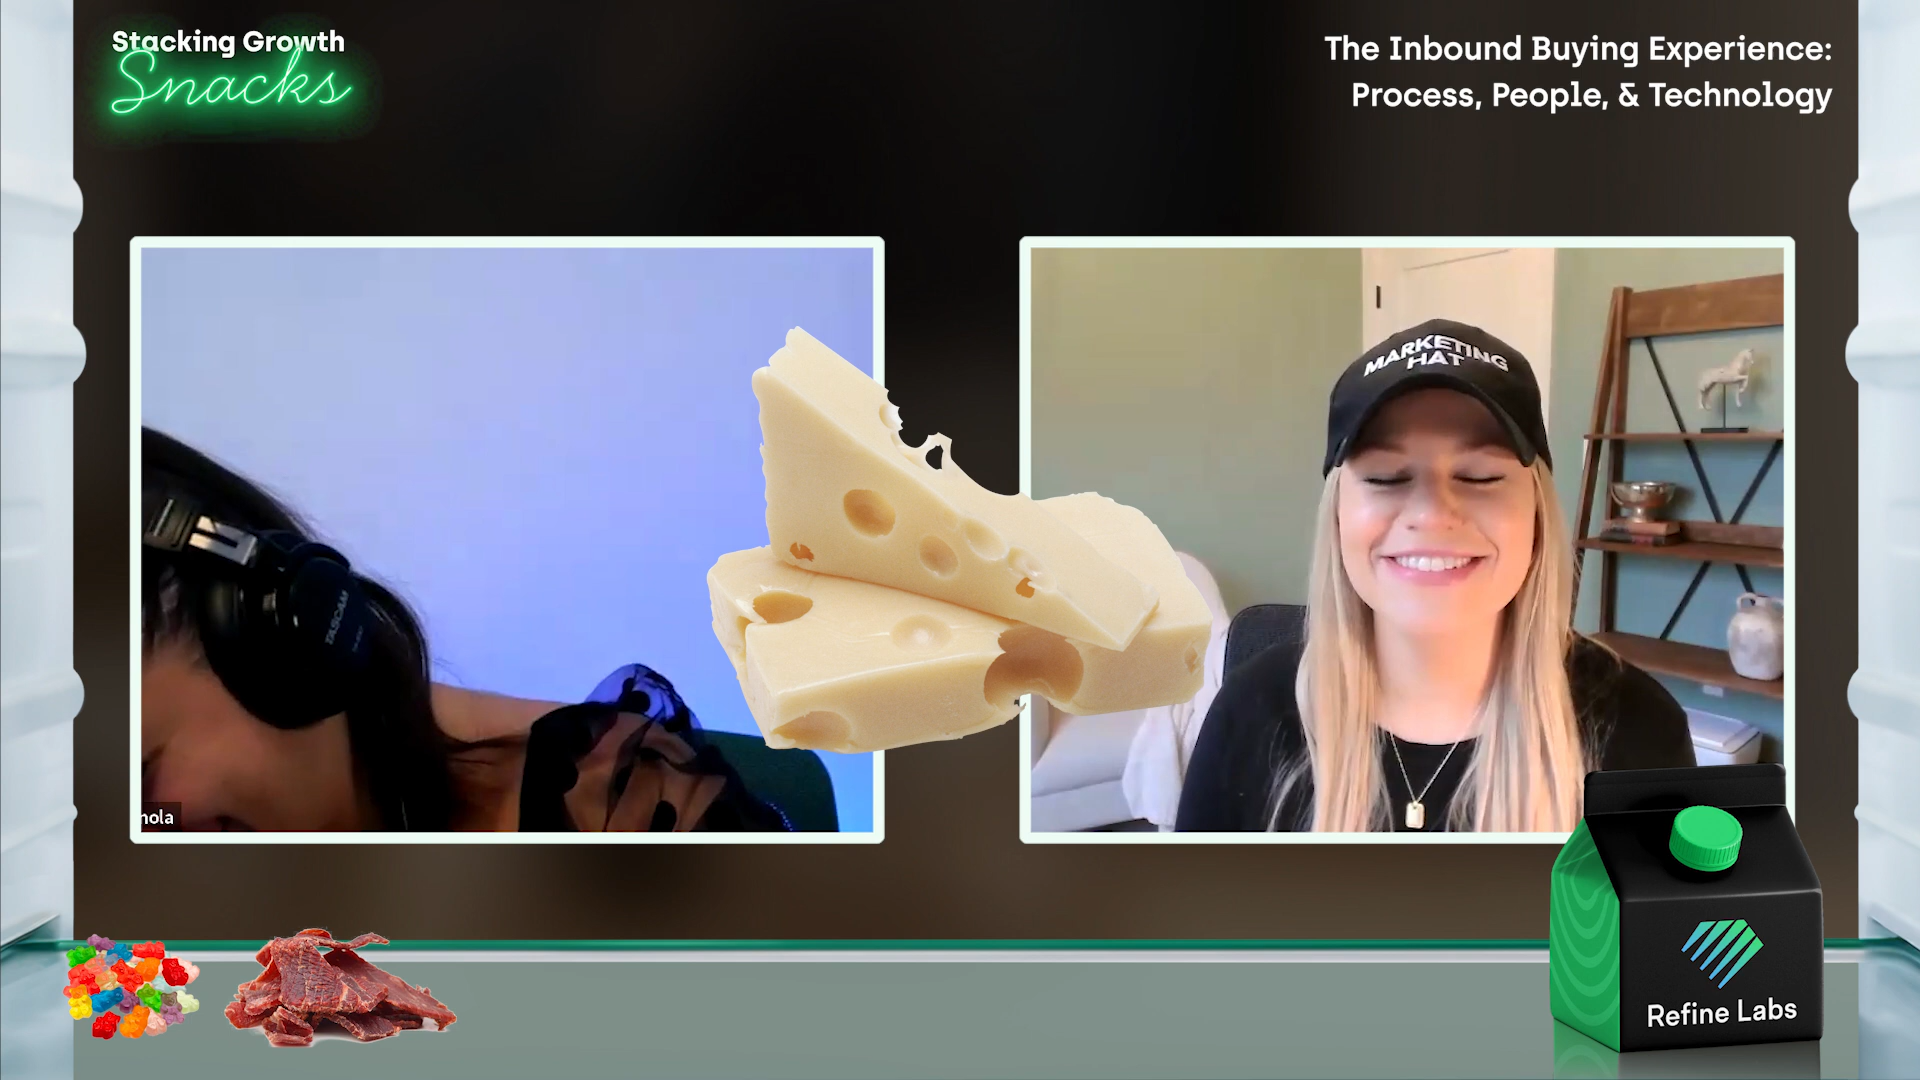 Stacking Growth
Snacks
The Inbound Buying Experience:
Process, People, & Technology
MARKETING
HAT
TASCAM
nola
Refine Labs